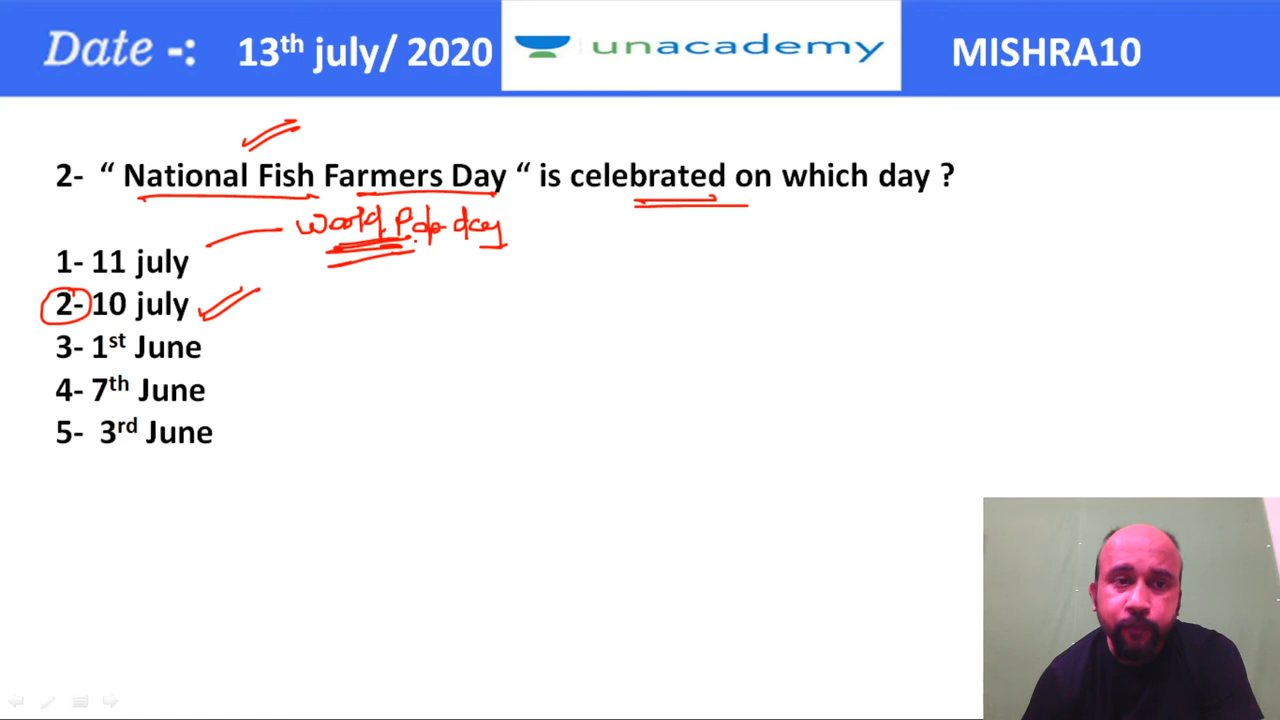 Date -: 13th july/ 2020 unacademy MISHRA10
2- “ National Fish Farmers Day “ is celebrated on which day ?
World Pop day
1- 11 july
2- 10 july
3- 1st June
4- 7th June
5- 3rd June